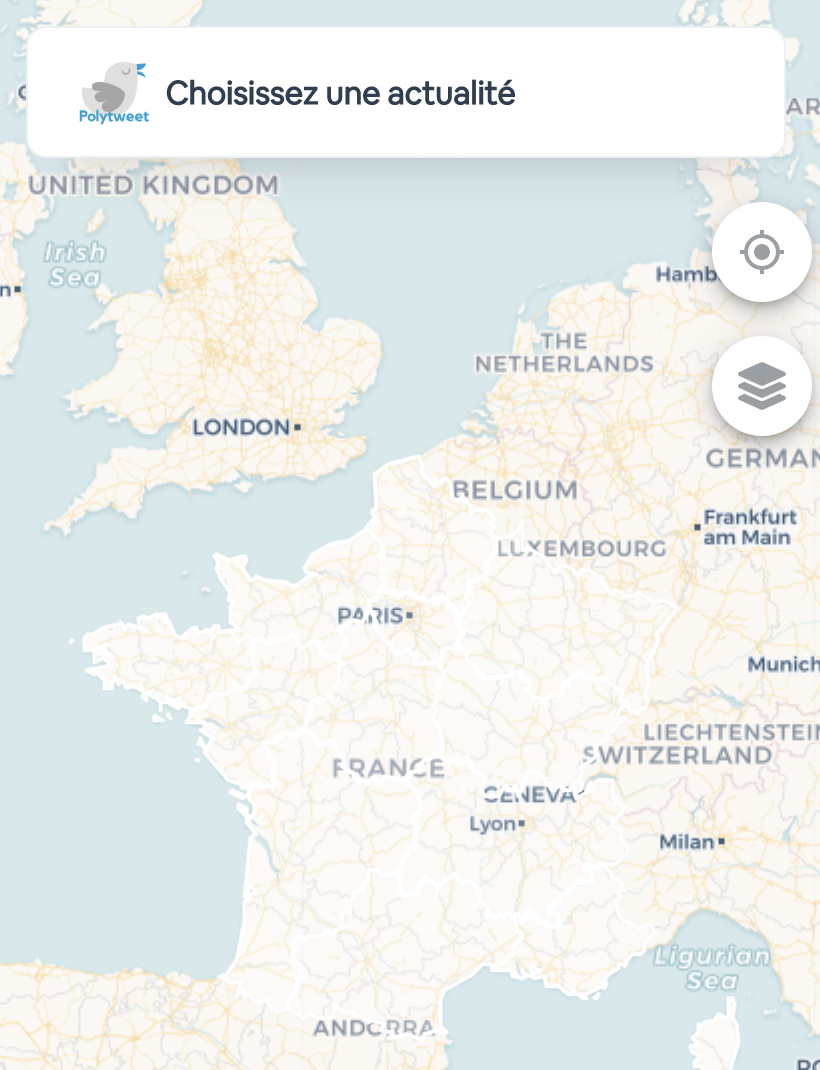 Polytweet
Choisissez une actualité
UNITED KINGDOM
Irish
Sea
Hamb
THE
NETHERLANDS
LONDON
GERMAN
BELGIUM
Frankfurt
am Main
LUXEMBOURG
PARIS
Munich
LIECHTENSTEIN
SWITZERLAND
FRANCE
GENEVA
Lyon
Milan
Ligurian
Sea
ANDORRA